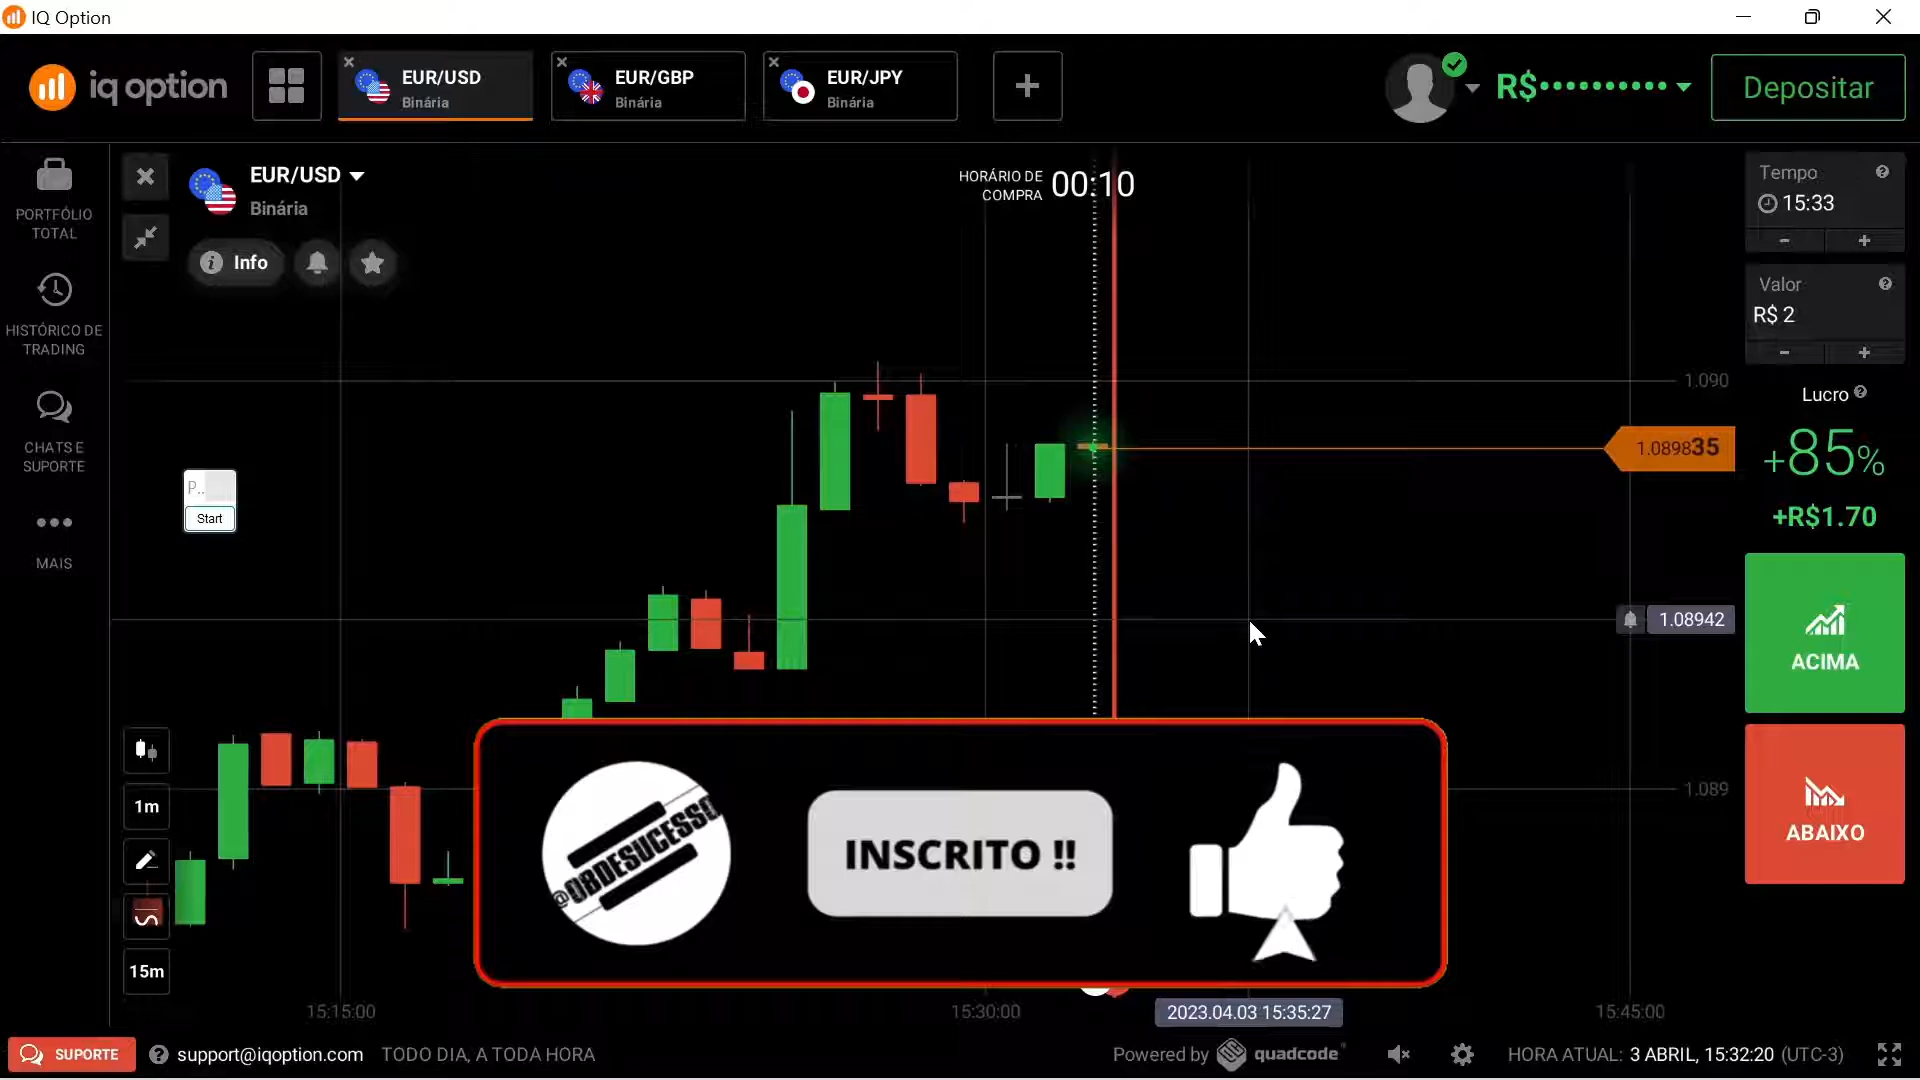 IQ Option
iq option
EUR/USD
Binária
EUR/GBP
Binária
EUR/JPY
Binária
R$
Depositar
PORTFÓLIO
TOTAL
HISTÓRICO DE
TRADING
CHATS E
SUPORTE
MAIS
EUR/USD
Binária
Info
HORÁRIO DE
COMPRA
00:10
Tempo
15:33
Valor
R$ 2
Lucro
+85%
+R$1.70
ACIMA
ABAIXO
1.090
1.089835
1.08942
1.089
P..
Start
1m
15m
@OBDESUCESSO
INSCRITO !!
15:15:00
15:30:00
2023.04.03 15:35:27
15:45:00
SUPORTE
support@iqoption.com
TODO DIA, A TODA HORA
Powered by quadcode
HORA ATUAL: 3 ABRIL, 15:32:20 (UTC-3)